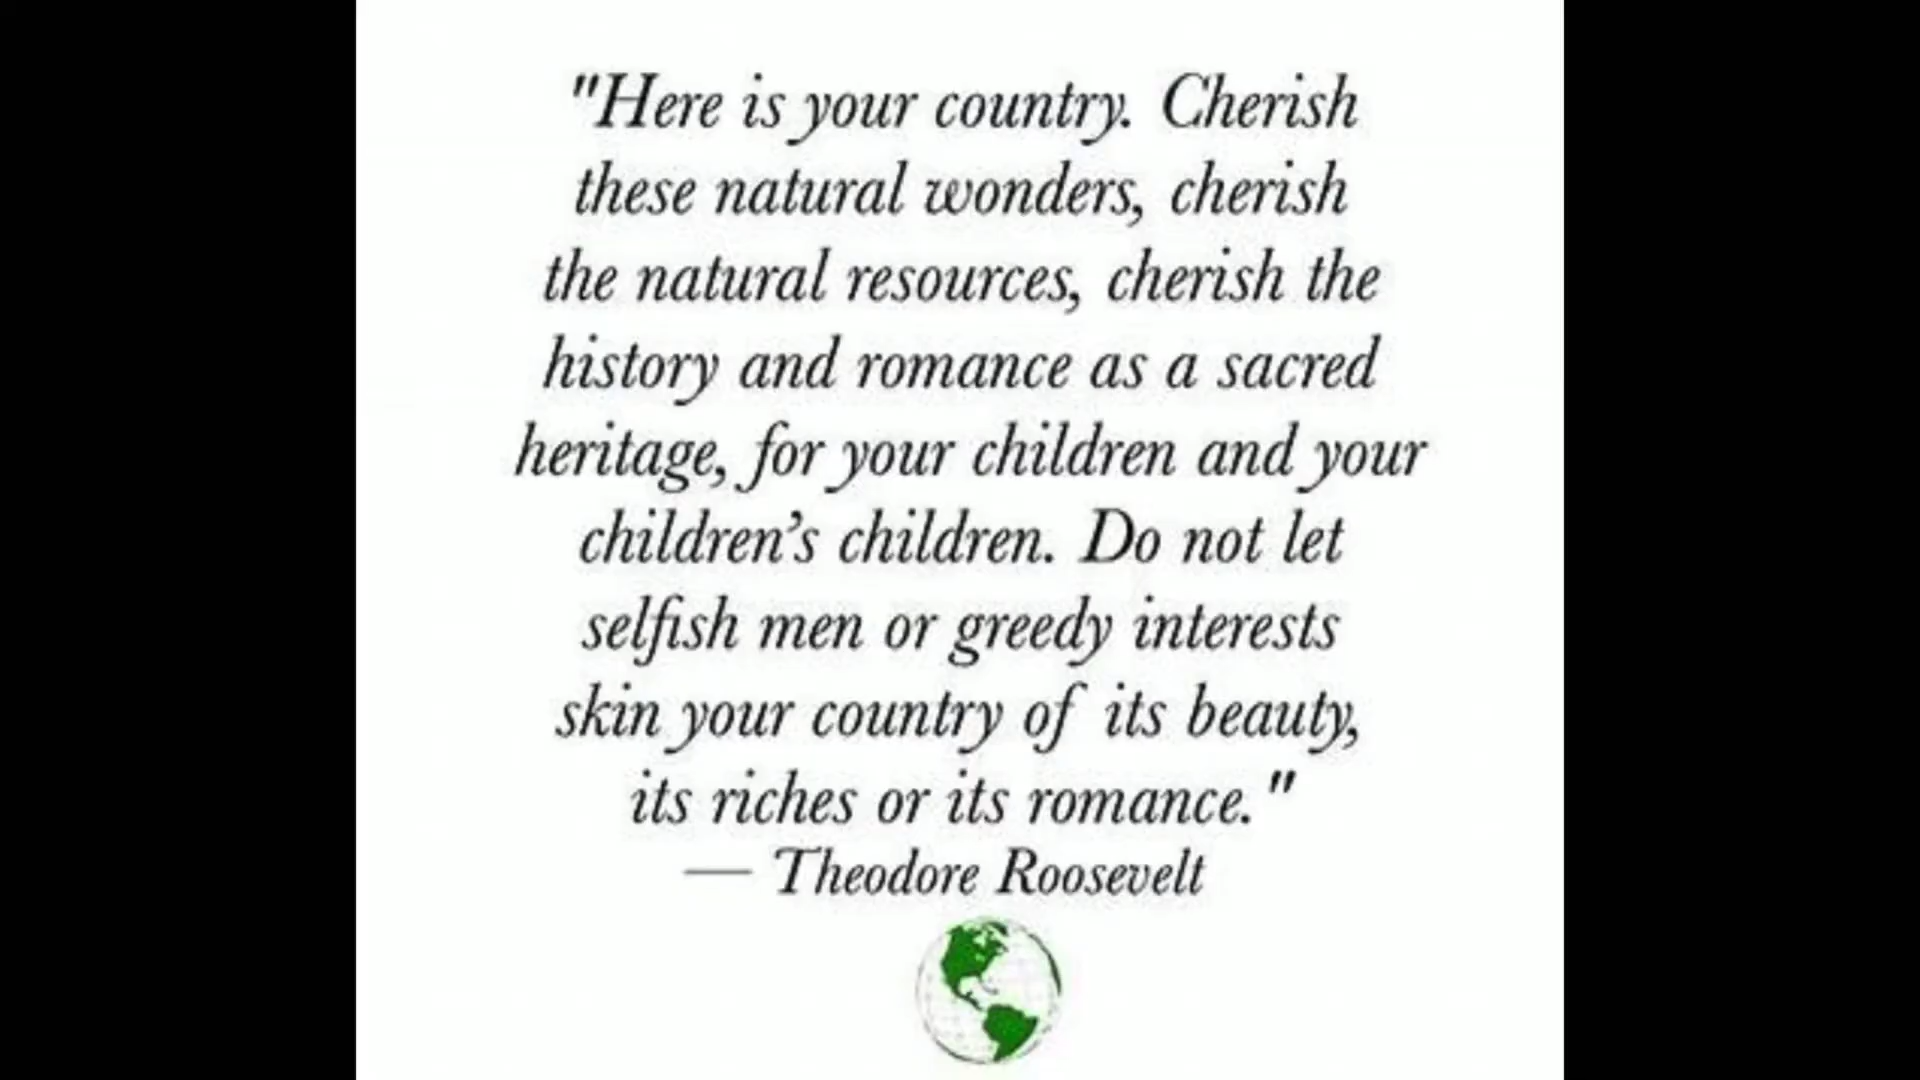 "Here is your country. Cherish
these natural wonders, cherish
the natural resources, cherish the
history and romance as a sacred
heritage, for your children and your
children’s children. Do not let
selfish men or greedy interests
skin your country of its beauty,
its riches or its romance."
— Theodore Roosevelt